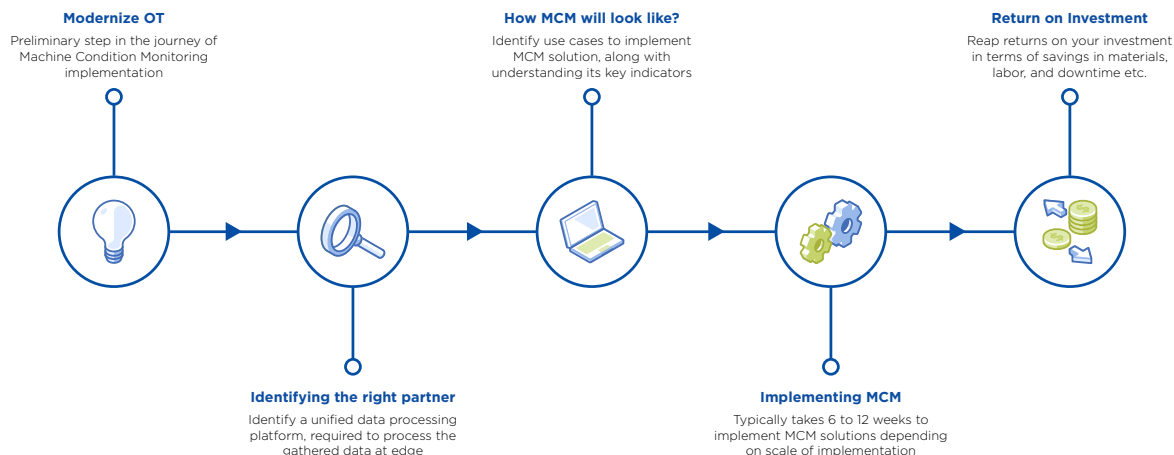 Modernize OT
Preliminary step in the journey of
Machine Condition Monitoring
implementation
Identifying the right partner
Identify a unified data processing
platform, required to process the
gathered data at edge
How MCM will look like?
Identify use cases to implement
MCM solution, along with
understanding its key indicators
Implementing MCM
Typically takes 6 to 12 weeks to
implement MCM solutions depending
on scale of implementation
Return on Investment
Reap returns on your investment
in terms of savings in materials,
labor, and downtime etc.